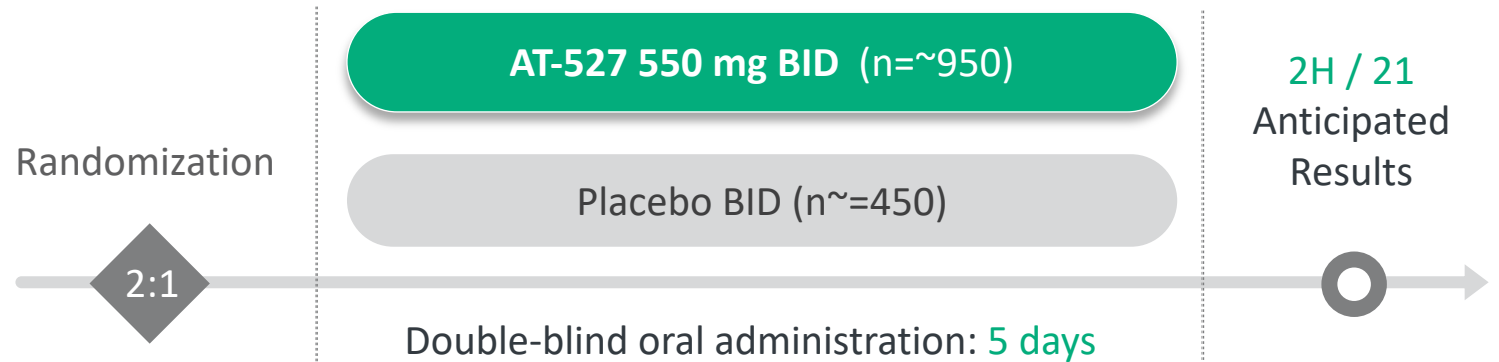 Randomization
2:1
AT-527 550 mg BID (n=~950)
Placebo BID (n~=450)
Double-blind oral administration: 5 days
2H / 21
Anticipated
Results